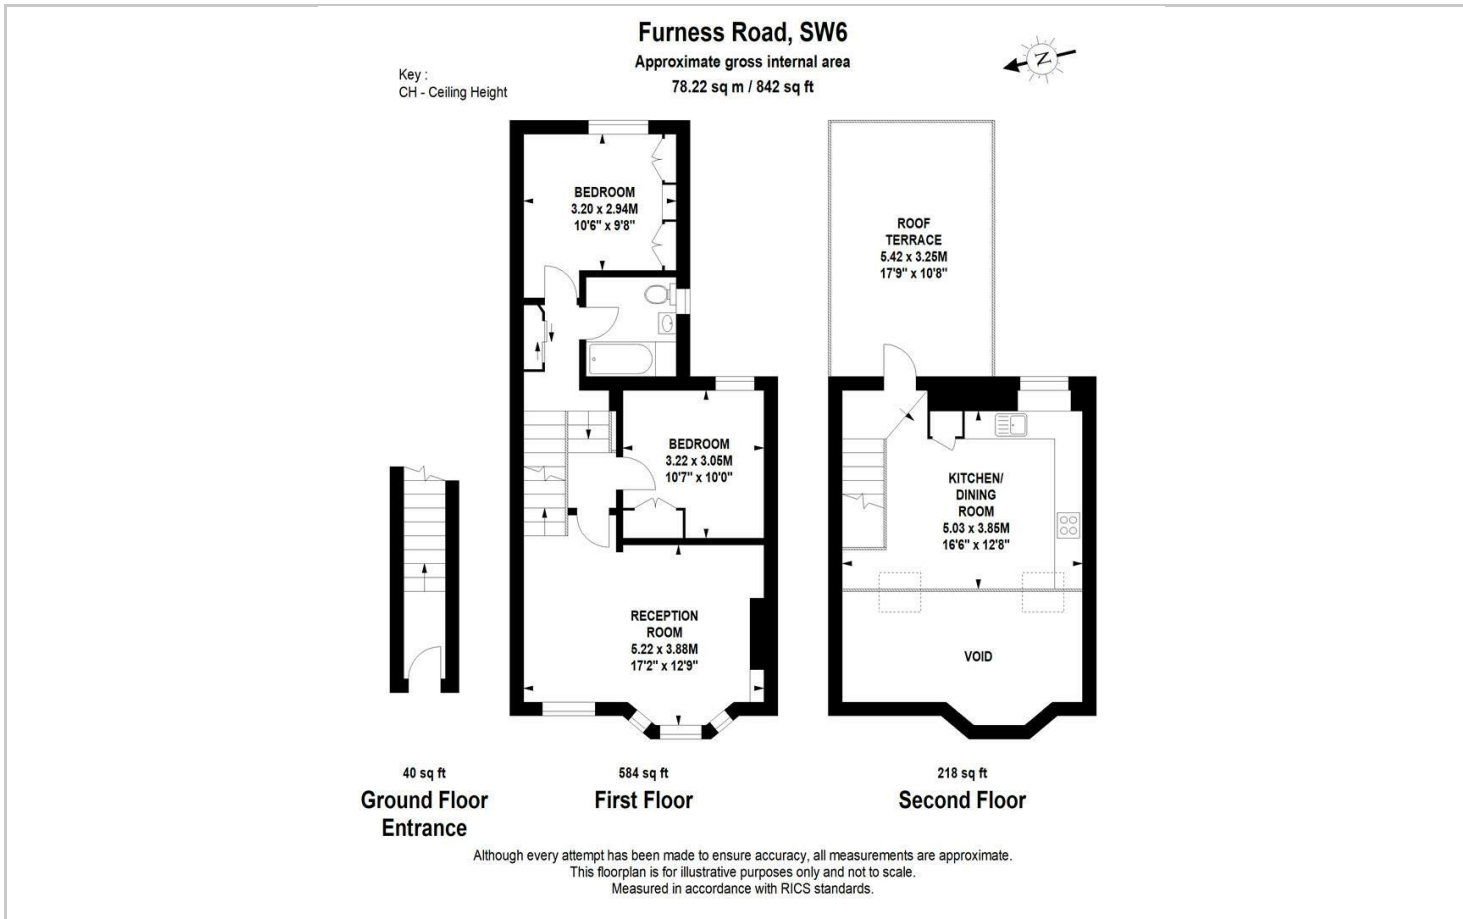 Furness Road, SW6
Approximate gross internal area
78.22 sq m / 842 sq ft
Key :
CH - Ceiling Height
N
BEDROOM
3.20 x 2.94M
10'6" x 9'8"
ROOF
TERRACE
5.42 x 3.25M
17'9" x 10'8"
BEDROOM
3.22 x 3.05M
10'7" x 10'0"
KITCHEN/
DINING
ROOM
5.03 x 3.85M
16'6" x 12'8"
RECEPTION
ROOM
5.22 x 3.88M
17'2" x 12'9"
VOID
40 sq ft
Ground Floor
Entrance
584 sq ft
First Floor
218 sq ft
Second Floor
Although every attempt has been made to ensure accuracy, all measurements are approximate.
This floorplan is for illustrative purposes only and not to scale.
Measured in accordance with RICS standards.